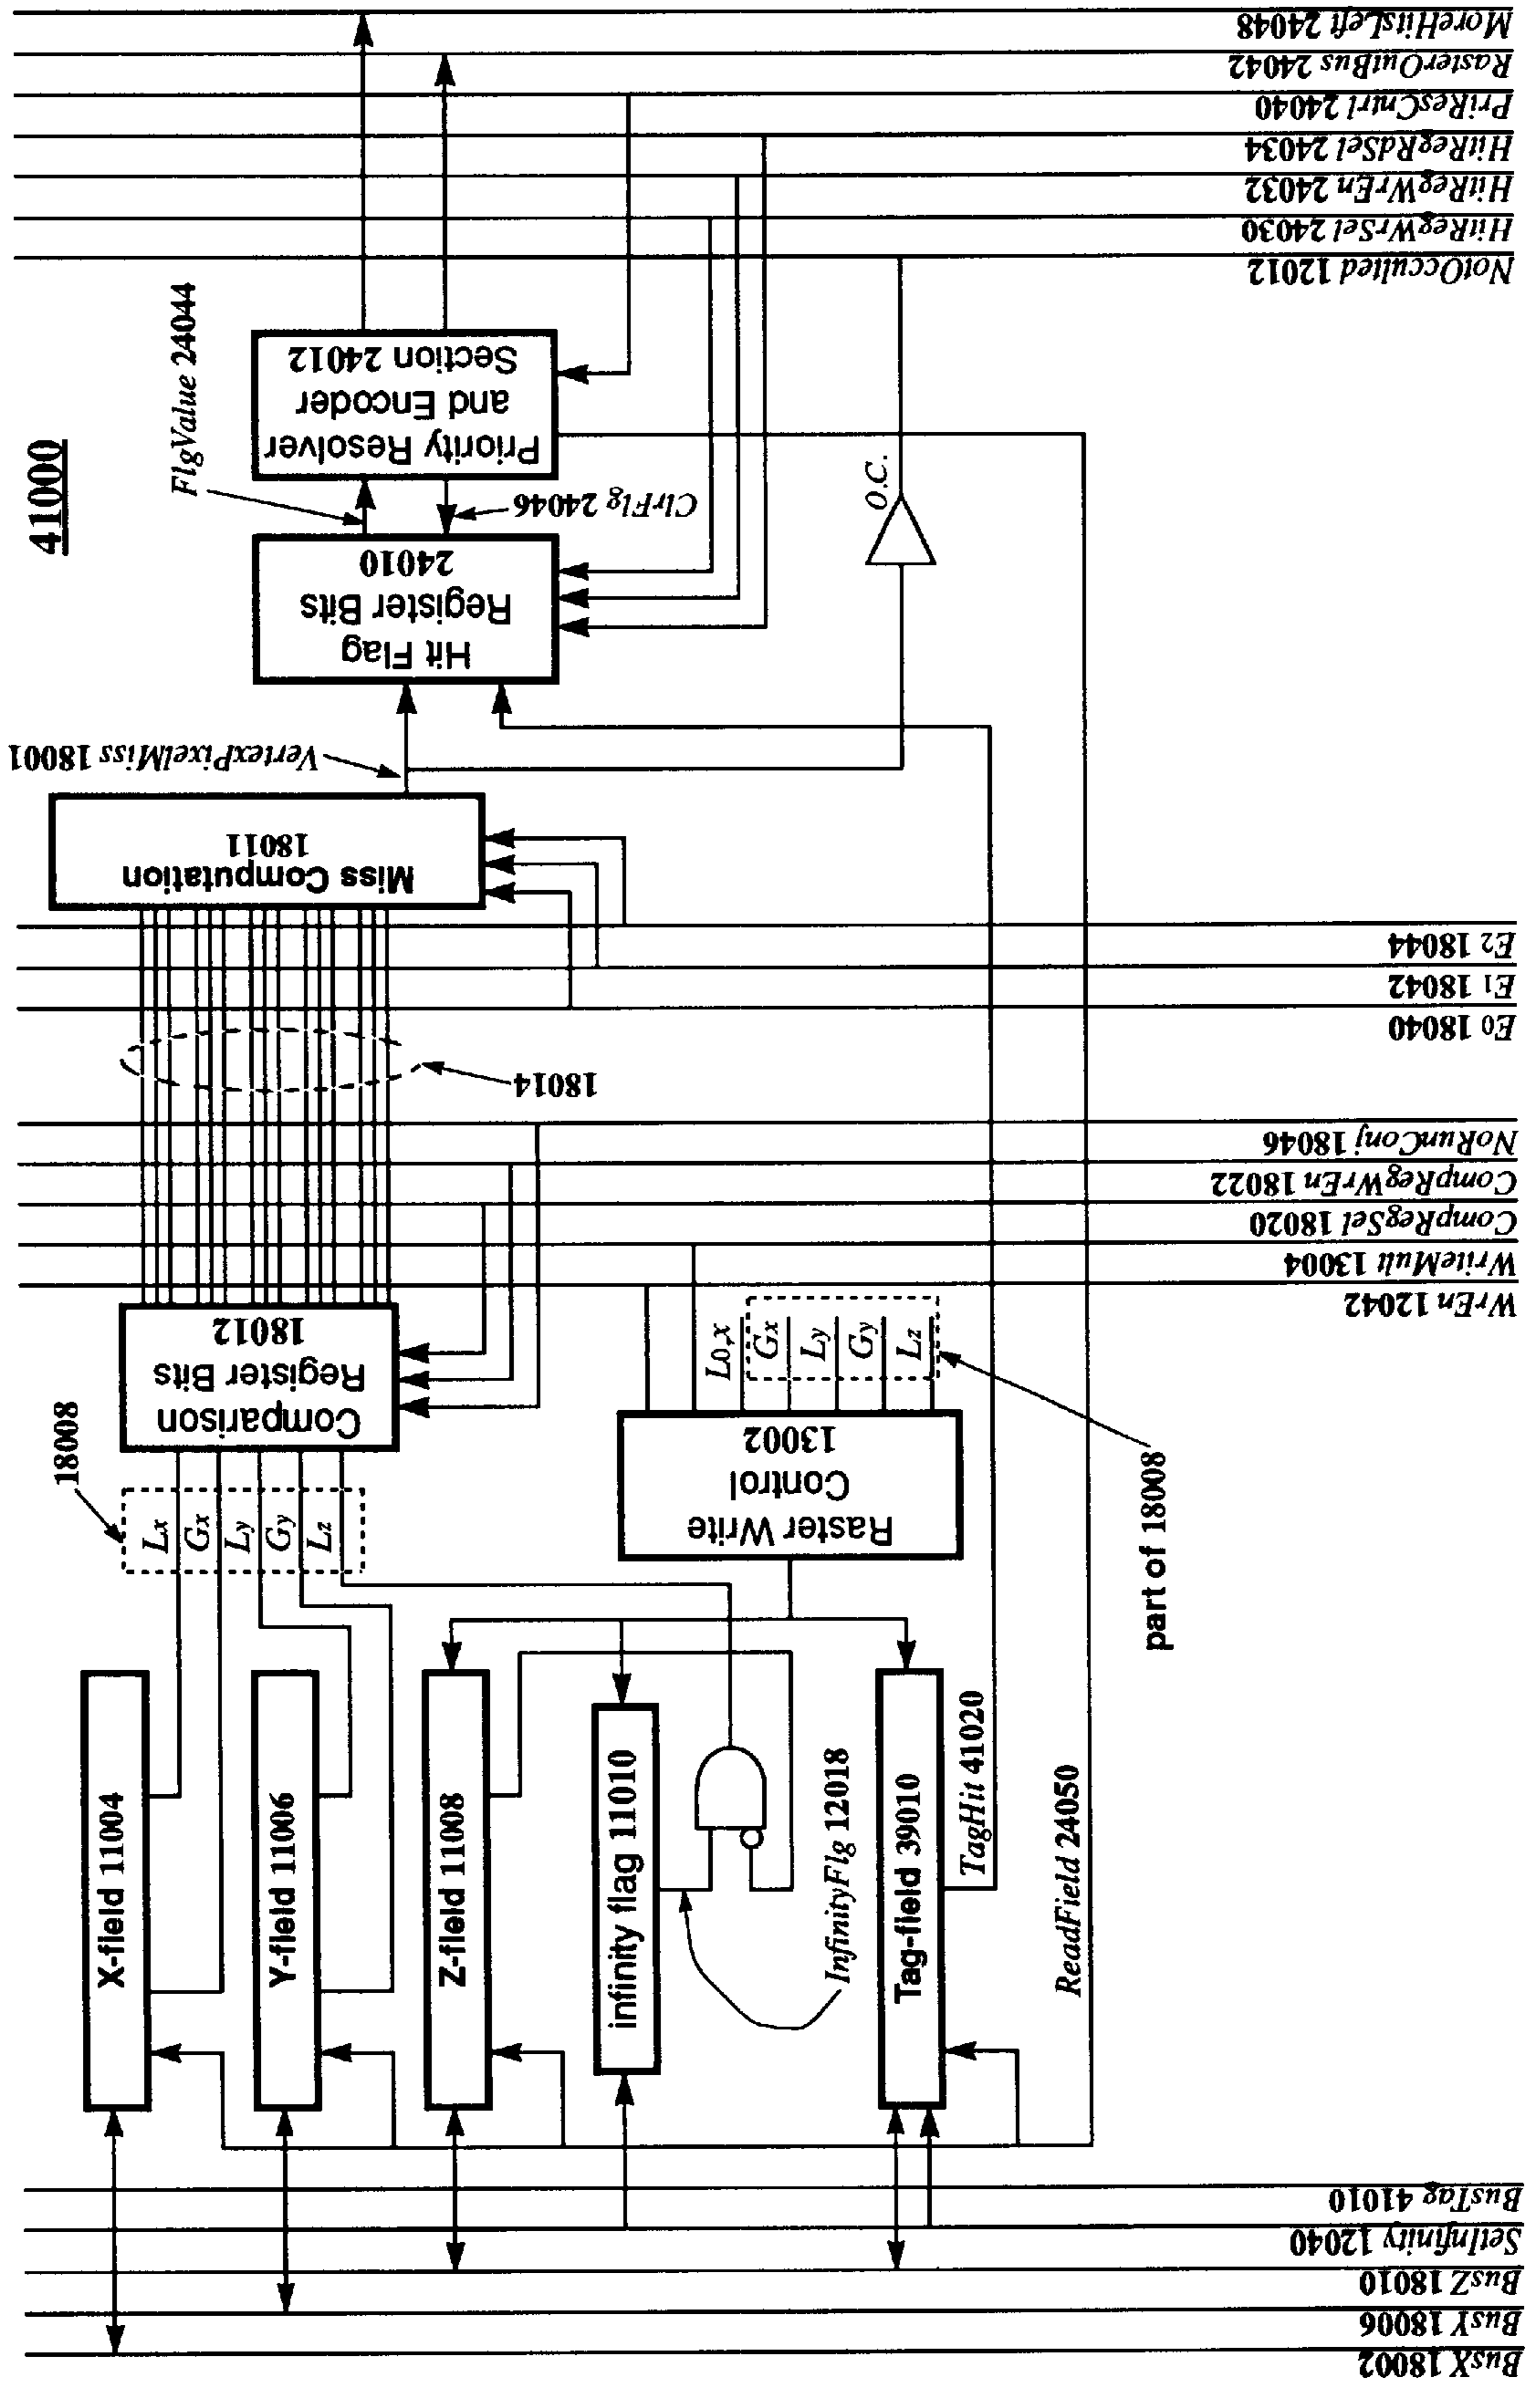 41000
MoreHitsLeft 24048
RasterOutBus 24042
PriResCntrl 24040
HitRegRdSel 24034
HitRegWrEn 24032
HitRegWrSel 24030
NotOcculted 12012
FlgValue 24044
Priority Resolver
and Encoder
Section 24012
ClrFlg 24046
O.C.
Hit Flag
Register Bits
24010
VertexPixelMiss 18001
Miss Computation
18011
E2 18044
E1 18042
E0 18040
18014
NoRunConj 18046
CompRegWrEn 18022
CompRegSel 18020
WriteMult 13004
WrEn 12042
Comparison
Register Bits
18012
18008
Lx
Gx
Ly
Gy
Lz
L0,x
Gx
Ly
Gy
Lz
Raster Write
Control
13002
part of 18008
X-field 11004
Y-field 11006
Z-field 11008
infinity flag 11010
InfinityFlg 12018
Tag-field 39010
TagHit 41020
ReadField 24050
BusTag 41010
SetInfinity 12040
BusZ 18010
BusY 18006
BusX 18002